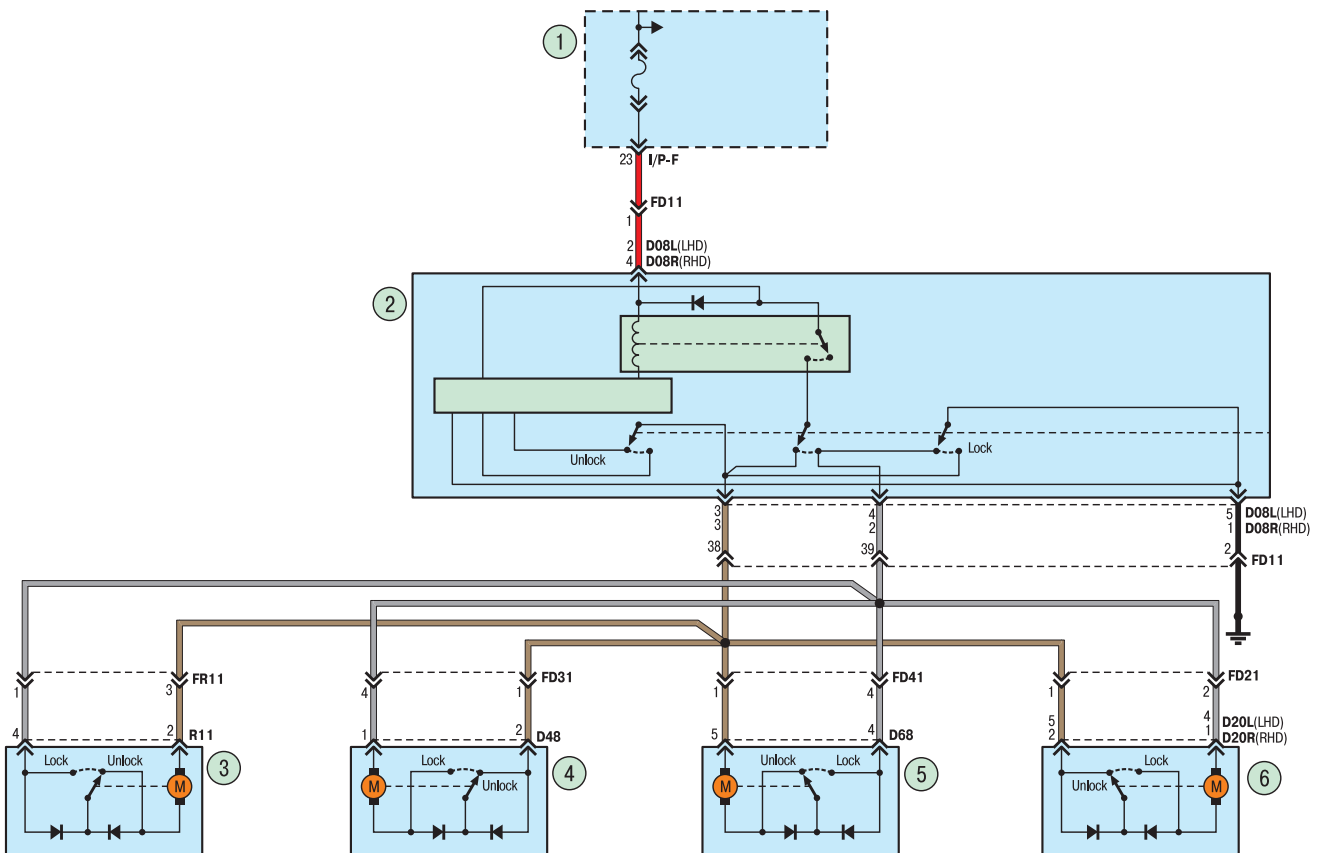 1
23 I/P-F
FD11
1
2 D08L(LHD)
4 D08R(RHD)
2
Unlock
Lock
3 4 5 D08L(LHD)
3 2 1 D08R(RHD)
38 39 2
FD11
FR11 FD31 FD41 FD21
1 3 4 1 1 4 1 2
5 4 D20L(LHD)
4 2 R11 1 2 D48 5 4 D68 2 1 D20R(RHD)
Lock Unlock 3
M
Lock Unlock 4
M
Unlock Lock 5
M
Lock Unlock 6
M